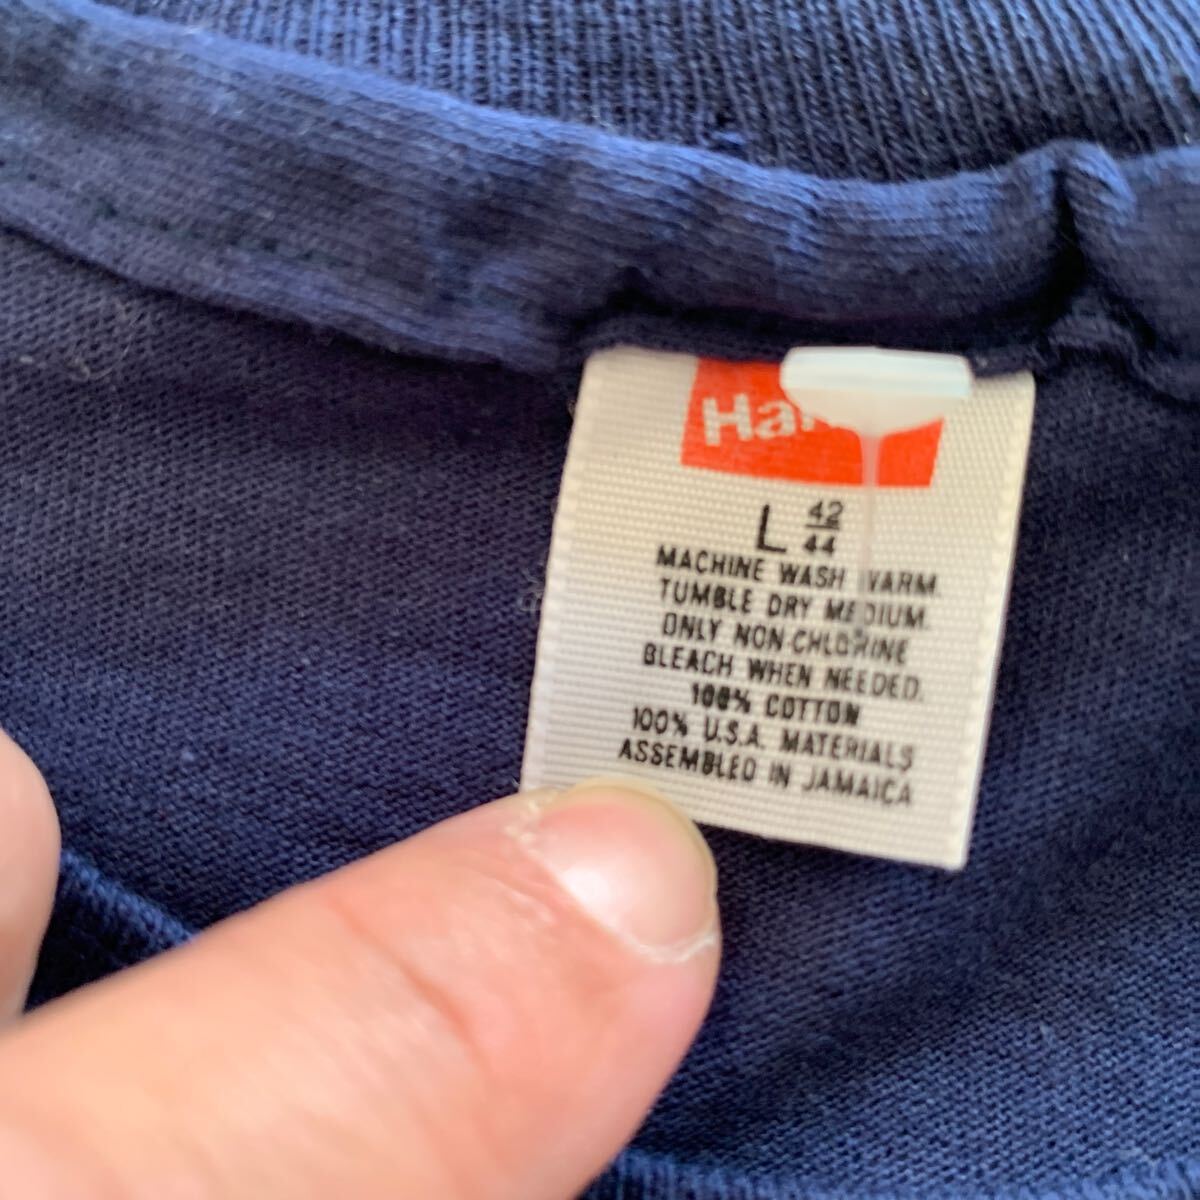 L 42/44
MACHINE WASH WARM.
TUMBLE DRY MEDIUM.
ONLY NON-CHLORINE
BLEACH WHEN NEEDED.
100% COTTON
100% U.S.A. MATERIALS
ASSEMBLED IN JAMAICA